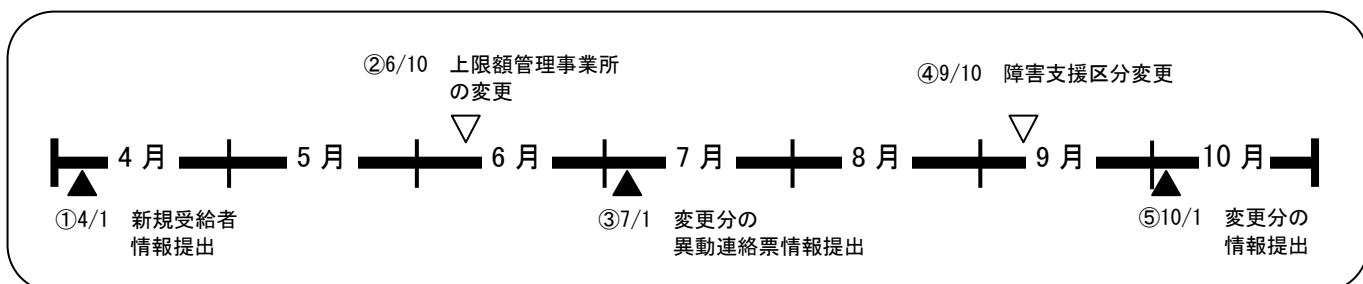 ②6/10 上限額管理事業所
の変更
④9/10 障害支援区分変更
4月 5月 6月 7月 8月 9月 10月
①4/1 新規受給者
情報提出
③7/1 変更分の
異動連絡票情報提出
⑤10/1 変更分の
情報提出